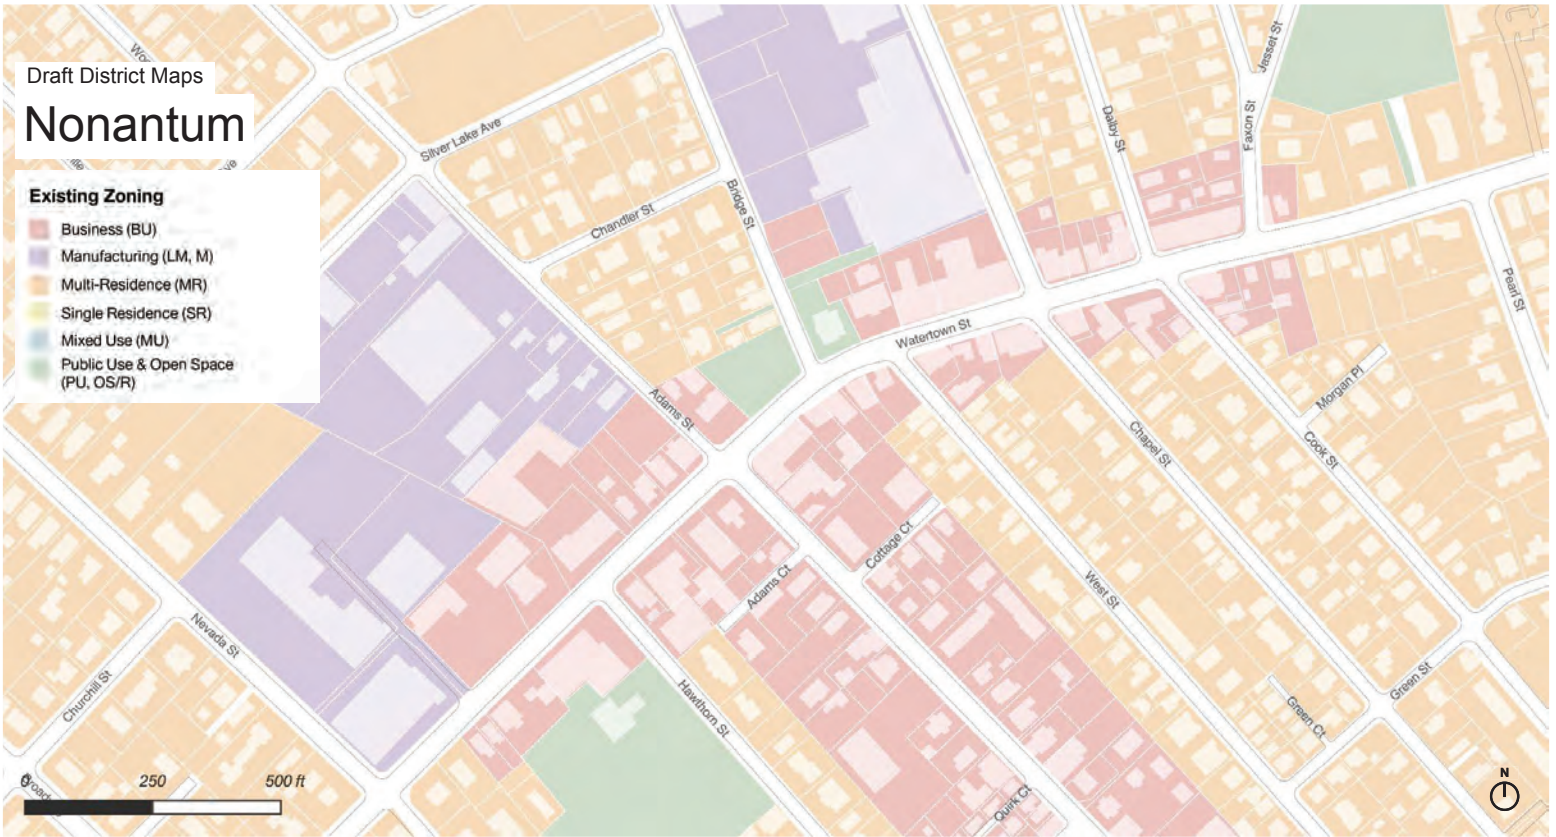 Draft District Maps
Nonantum
Existing Zoning
Business (BU)
Manufacturing (LM, M)
Multi-Residence (MR)
Single Residence (SR)
Mixed Use (MU)
Public Use & Open Space
(PU, OS/R)
Silver Lake Ave
Chandler St
Bridge St
Dalby St
Faxon St
Jasset St
Pearl St
Watertown St
Adams St
Morgan Pl
Chapel St
Cook St
Cottage Ct
Adams Ct
West St
Nevada St
Churchill St
Hawthorn St
Green St
Green Ct
Quirk Ct
0
250
500 ft
N